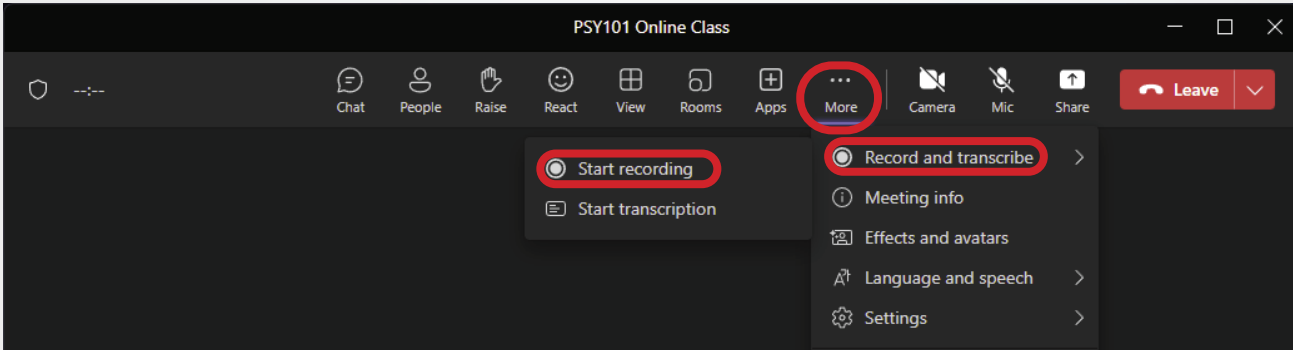 PSY101 Online Class
--:--
Chat
People
Raise
React
View
Rooms
Apps
More
Camera
Mic
Share
Leave
Start recording
Start transcription
Record and transcribe
Meeting info
Effects and avatars
Language and speech
Settings